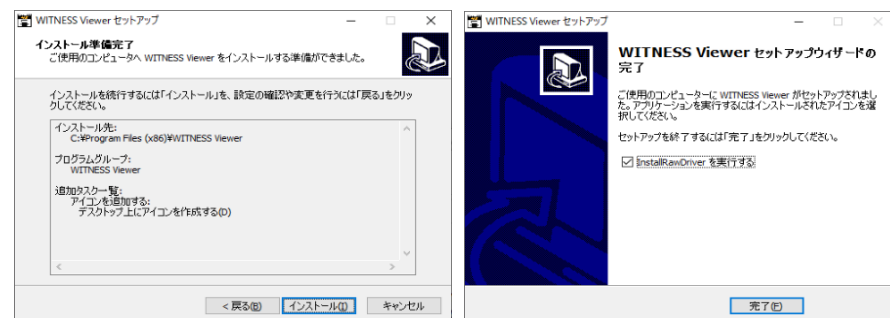 WITNESS Viewer セットアップ
インストール準備完了
ご使用のコンピュータへ WITNESS Viewer をインストールする準備ができました。
インストールを続行するには「インストール」を、設定の確認や変更を行うには「戻る」をクリッ
クしてください。
インストール先:
C:¥Program Files (x86)¥WITNESS Viewer
プログラムグループ:
WITNESS Viewer
追加タスク一覧:
アイコンを追加する:
デスクトップ上にアイコンを作成する(D)
< 戻る(B)
インストール(I)
キャンセル
WITNESS Viewer セットアップ
WITNESS Viewer セットアップウィザードの
完了
ご使用のコンピューターに WITNESS Viewer がセットアップされまし
た。アプリケーションを実行するにはインストールされたアイコンを選
択してください。
セットアップを終了するには「完了」をクリックしてください。
InstallRawDriver を実行する
完了(F)